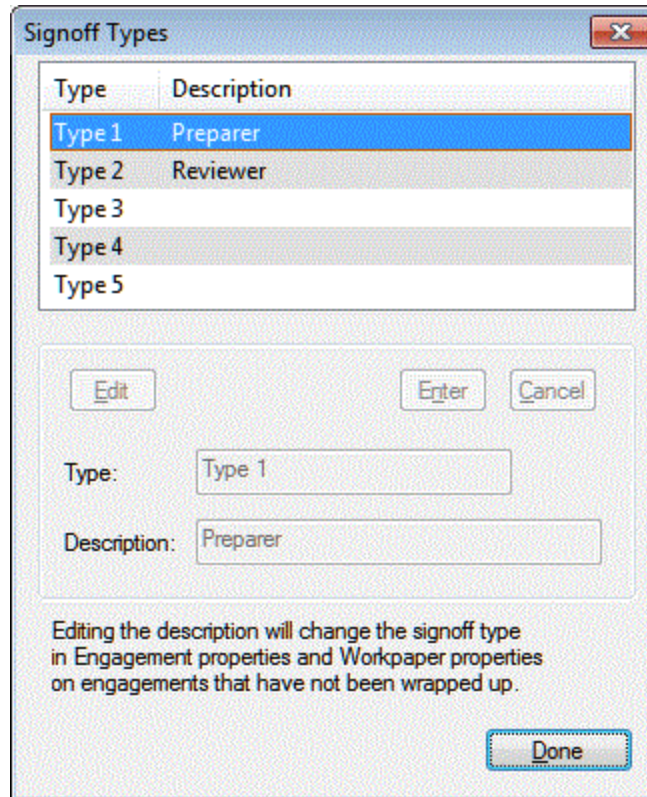 Signoff Types
Type Description
Type 1 Preparer
Type 2 Reviewer
Type 3
Type 4
Type 5
Edit Enter Cancel
Type: Type 1
Description: Preparer
Editing the description will change the signoff type
in Engagement properties and Workpaper properties
on engagements that have not been wrapped up.
Done